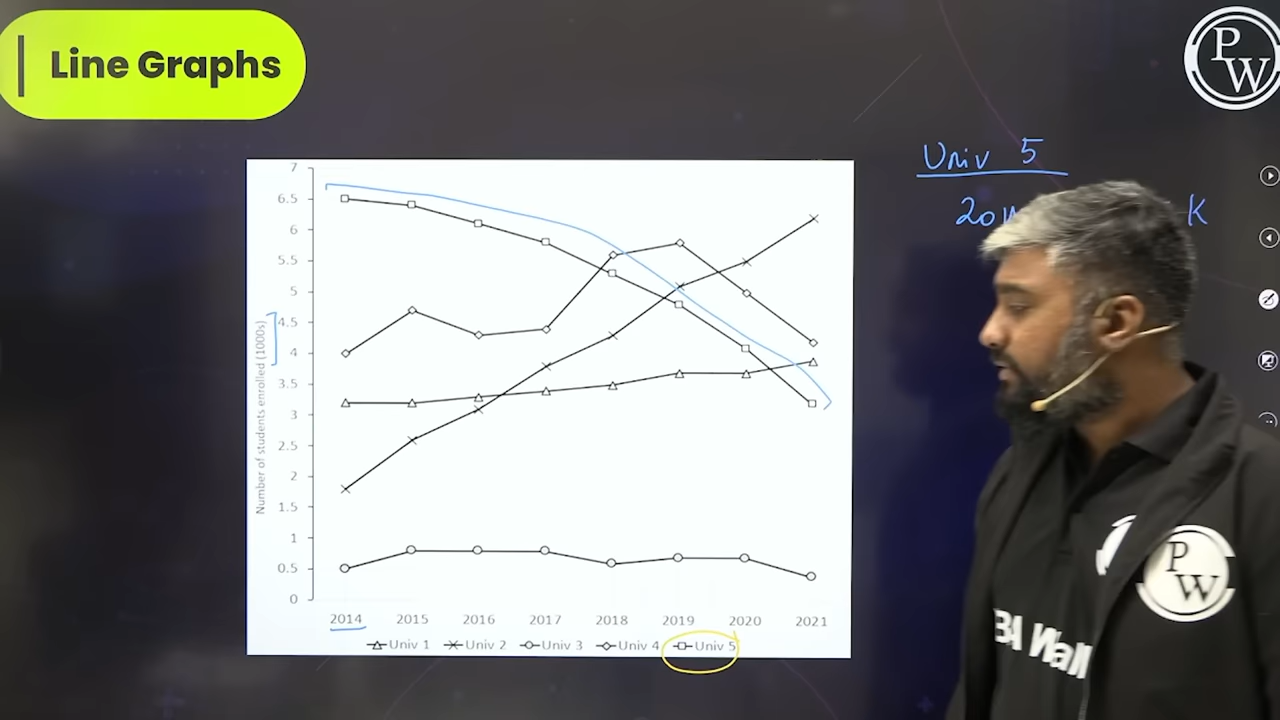 Line Graphs
PW
Univ 5
K
7
6.5
6
5.5
5
4.5
4
3.5
3
2.5
2
1.5
1
0.5
0
Number of students enrolled (1000s)
2014 2015 2016 2017 2018 2019 2020 2021
Univ 1 Univ 2 Univ 3 Univ 4 Univ 5
PW